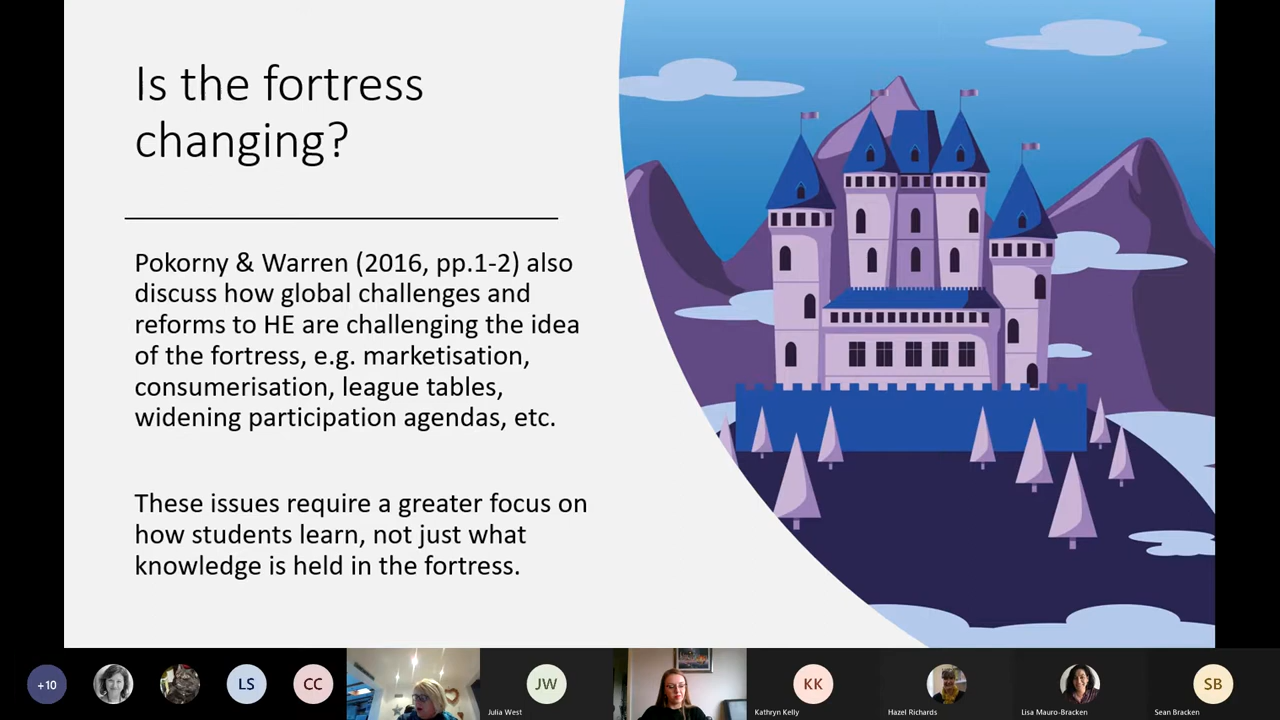 Is the fortress
changing?
Pokorny & Warren (2016, pp.1-2) also
discuss how global challenges and
reforms to HE are challenging the idea
of the fortress, e.g. marketisation,
consumerisation, league tables,
widening participation agendas, etc.
These issues require a greater focus on
how students learn, not just what
knowledge is held in the fortress.
+10
LS
CC
JW
Julia West
KK
Kathryn Kelly
Hazel Richards
Lisa Mauro-Bracken
SB
Sean Bracken